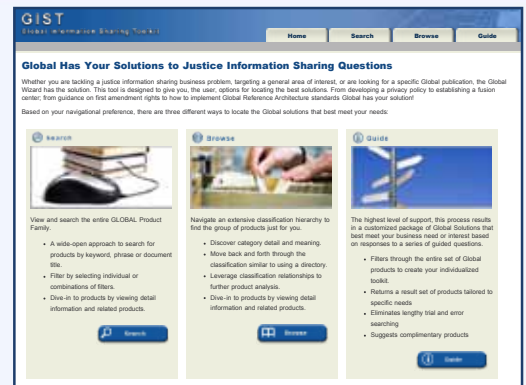 GIST
Global Information Sharing Toolkit
Home Search Browse Guide
Global Has Your Solutions to Justice Information Sharing Questions
Whether you are tackling a justice information sharing business problem, targeting a general area of interest, or are looking for a specific Global publication, the Global
Wizard has the solution. This tool is designed to give you, the user, options for locating the best solutions. From developing a privacy policy to establishing a fusion
center; from guidance on first amendment rights to how to implement Global Reference Architecture standards Global has your solution!
Based on your navigational preference, there are three different ways to locate the Global solutions that best meet your needs:
Search
View and search the entire GLOBAL Product
Family.
• A wide-open approach to search for
products by keyword, phrase or document
title.
• Filter by selecting individual or
combinations of filters.
• Dive-in to products by viewing detail
information and related products.
Search
Browse
Navigate an extensive classification hierarchy to
find the group of products just for you.
• Discover category detail and meaning.
• Move back and forth through the
classification similar to using a directory.
• Leverage classification relationships to
further product analysis.
• Dive-in to products by viewing detail
information and related products.
Browse
Guide
The highest level of support, this process results
in a customized package of Global Solutions that
best meet your business need or interest based
on responses to a series of guided questions.
• Filters through the entire set of Global
products to create your individualized
toolkit.
• Returns a result set of products tailored to
specific needs
• Eliminates lengthy trial and error
searching
• Suggests complimentary products
Guide